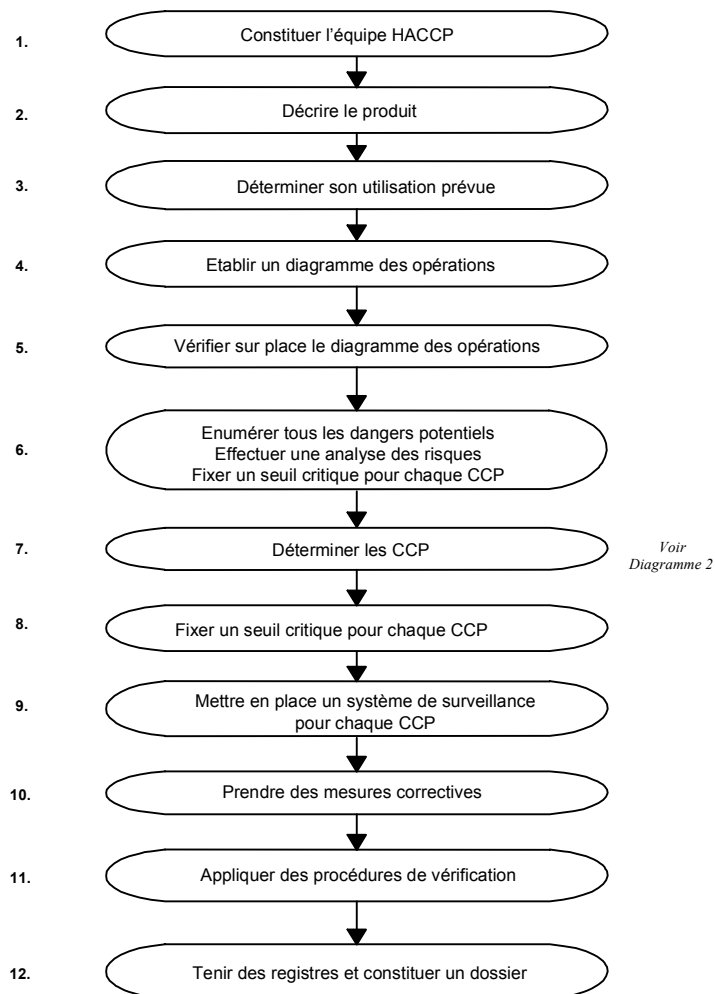 1. Constituer l'équipe HACCP
2. Décrire le produit
3. Déterminer son utilisation prévue
4. Etablir un diagramme des opérations
5. Vérifier sur place le diagramme des opérations
Enumérer tous les dangers potentiels
6. Effectuer une analyse des risques
Fixer un seuil critique pour chaque CCP
7. Déterminer les CCP
Voir
Diagramme 2
8. Fixer un seuil critique pour chaque CCP
9. Mettre en place un système de surveillance
pour chaque CCP
10. Prendre des mesures correctives
11. Appliquer des procédures de vérification
12. Tenir des registres et constituer un dossier